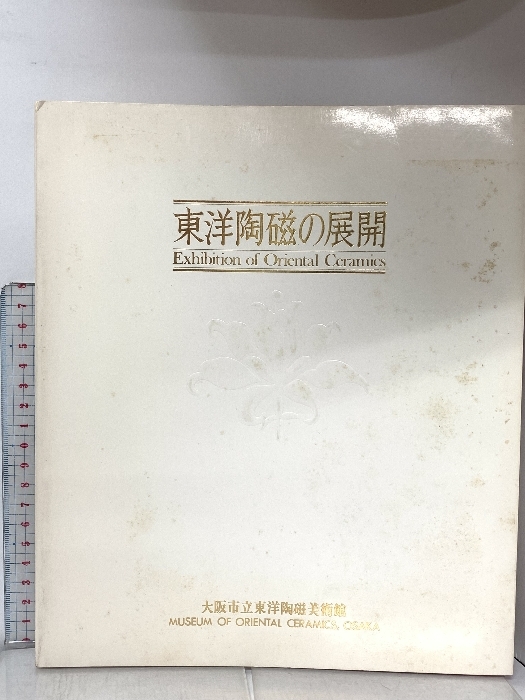 東洋陶磁の展開
Exhibition of Oriental Ceramics
大阪市立東洋陶磁美術館
MUSEUM OF ORIENTAL CERAMICS, OSAKA